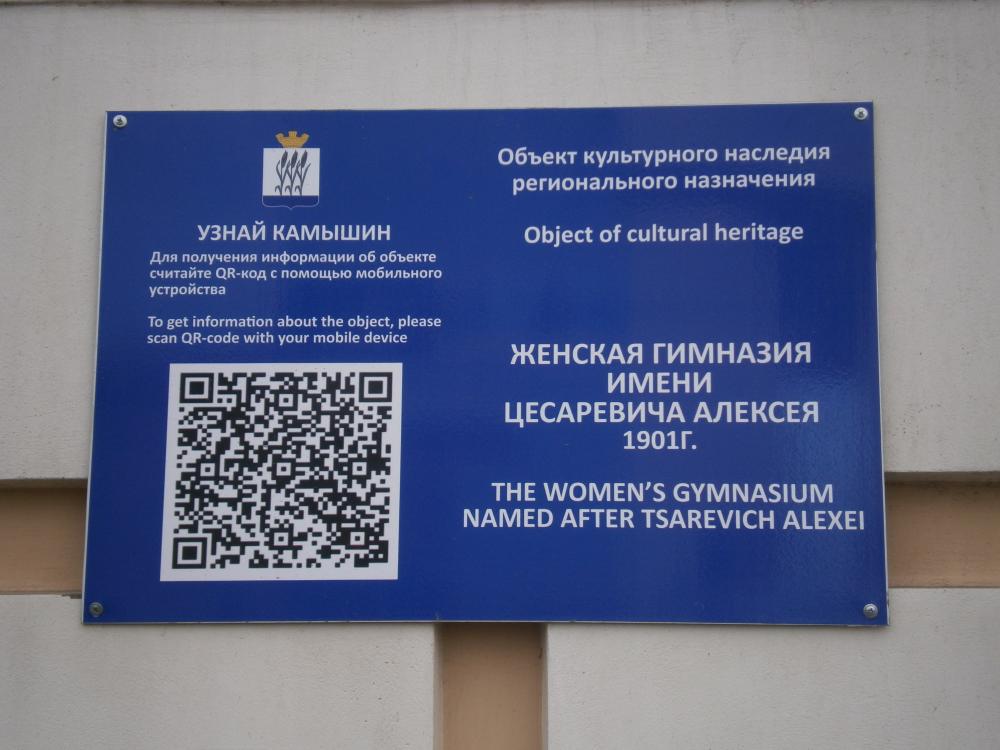 УЗНАЙ КАМЫШИН
Для получения информации об объекте
считайте QR-код с помощью мобильного
устройства
To get information about the object, please
scan QR-code with your mobile device
Объект культурного наследия
регионального назначения
Object of cultural heritage
ЖЕНСКАЯ ГИМНАЗИЯ
ИМЕНИ
ЦЕСАРЕВИЧА АЛЕКСЕЯ
1901Г.
THE WOMEN'S GYMNASIUM
NAMED AFTER TSAREVICH ALEXEI